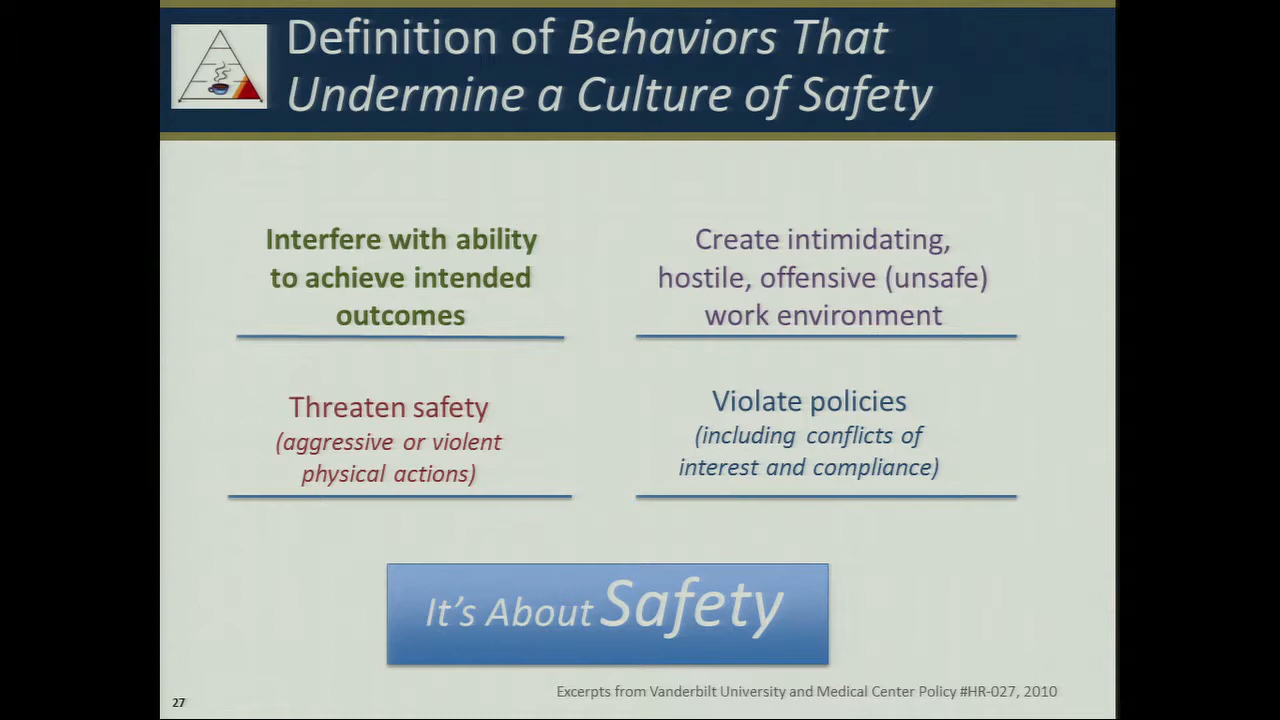 Definition of Behaviors That
Undermine a Culture of Safety
Interfere with ability
to achieve intended
outcomes
Create intimidating,
hostile, offensive (unsafe)
work environment
Threaten safety
(aggressive or violent
physical actions)
Violate policies
(including conflicts of
interest and compliance)
It's About Safety
Excerpts from Vanderbilt University and Medical Center Policy #HR-027, 2010
27